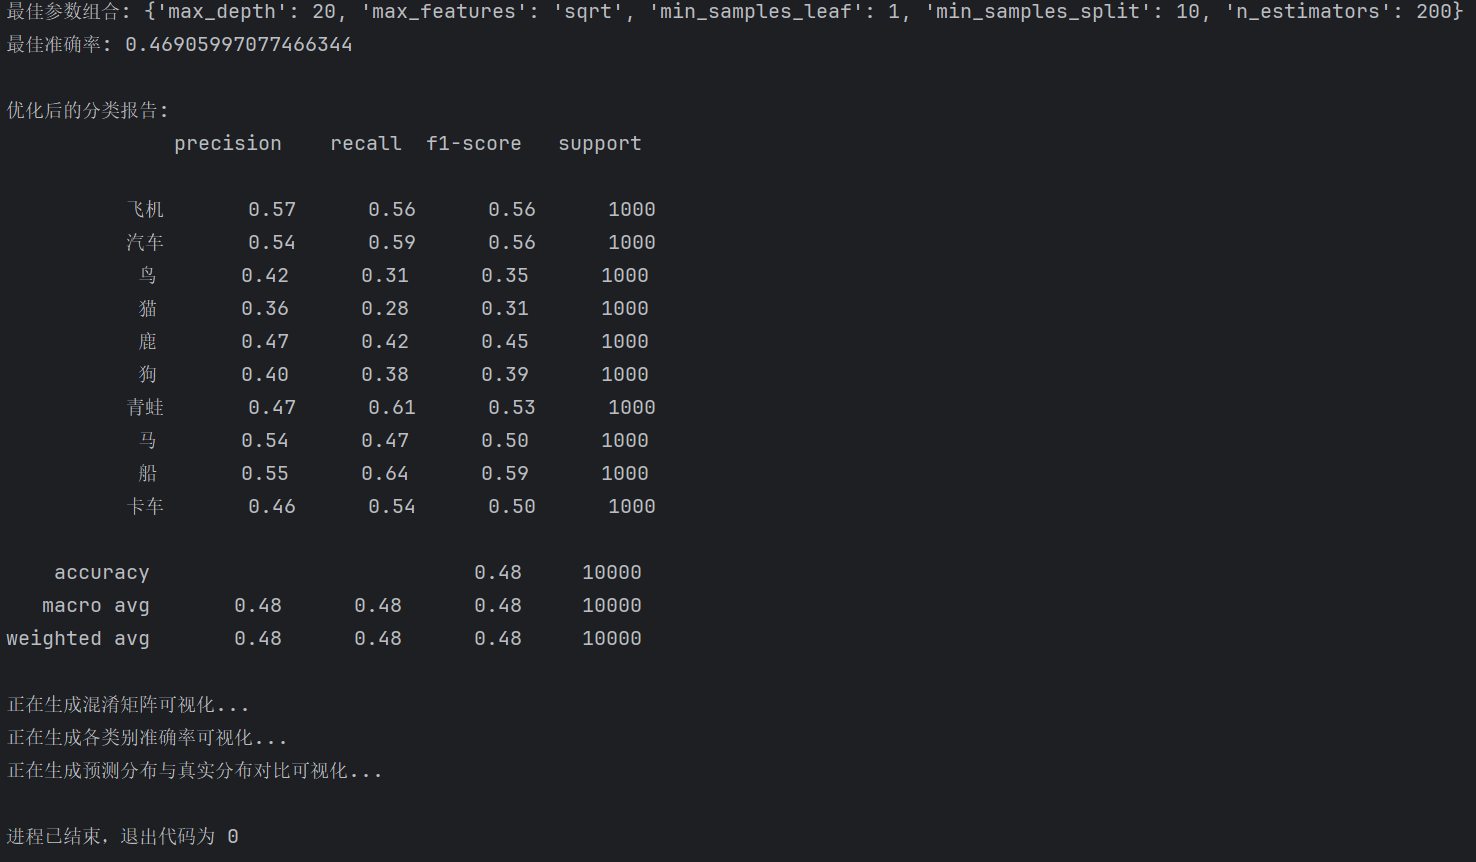 最佳参数组合: {'max_depth': 20, 'max_features': 'sqrt', 'min_samples_leaf': 1, 'min_samples_split': 10, 'n_estimators': 200}
最佳准确率: 0.46905997077466344
优化后的分类报告:
precision recall f1-score support
飞机 0.57 0.56 0.56 1000
汽车 0.54 0.59 0.56 1000
鸟 0.42 0.31 0.35 1000
猫 0.36 0.28 0.31 1000
鹿 0.47 0.42 0.45 1000
狗 0.40 0.38 0.39 1000
青蛙 0.47 0.61 0.53 1000
马 0.54 0.47 0.50 1000
船 0.55 0.64 0.59 1000
卡车 0.46 0.54 0.50 1000
accuracy 0.48 10000
macro avg 0.48 0.48 0.48 10000
weighted avg 0.48 0.48 0.48 10000
正在生成混淆矩阵可视化...
正在生成各类别准确率可视化...
正在生成预测分布与真实分布对比可视化...
进程已结束，退出代码为 0